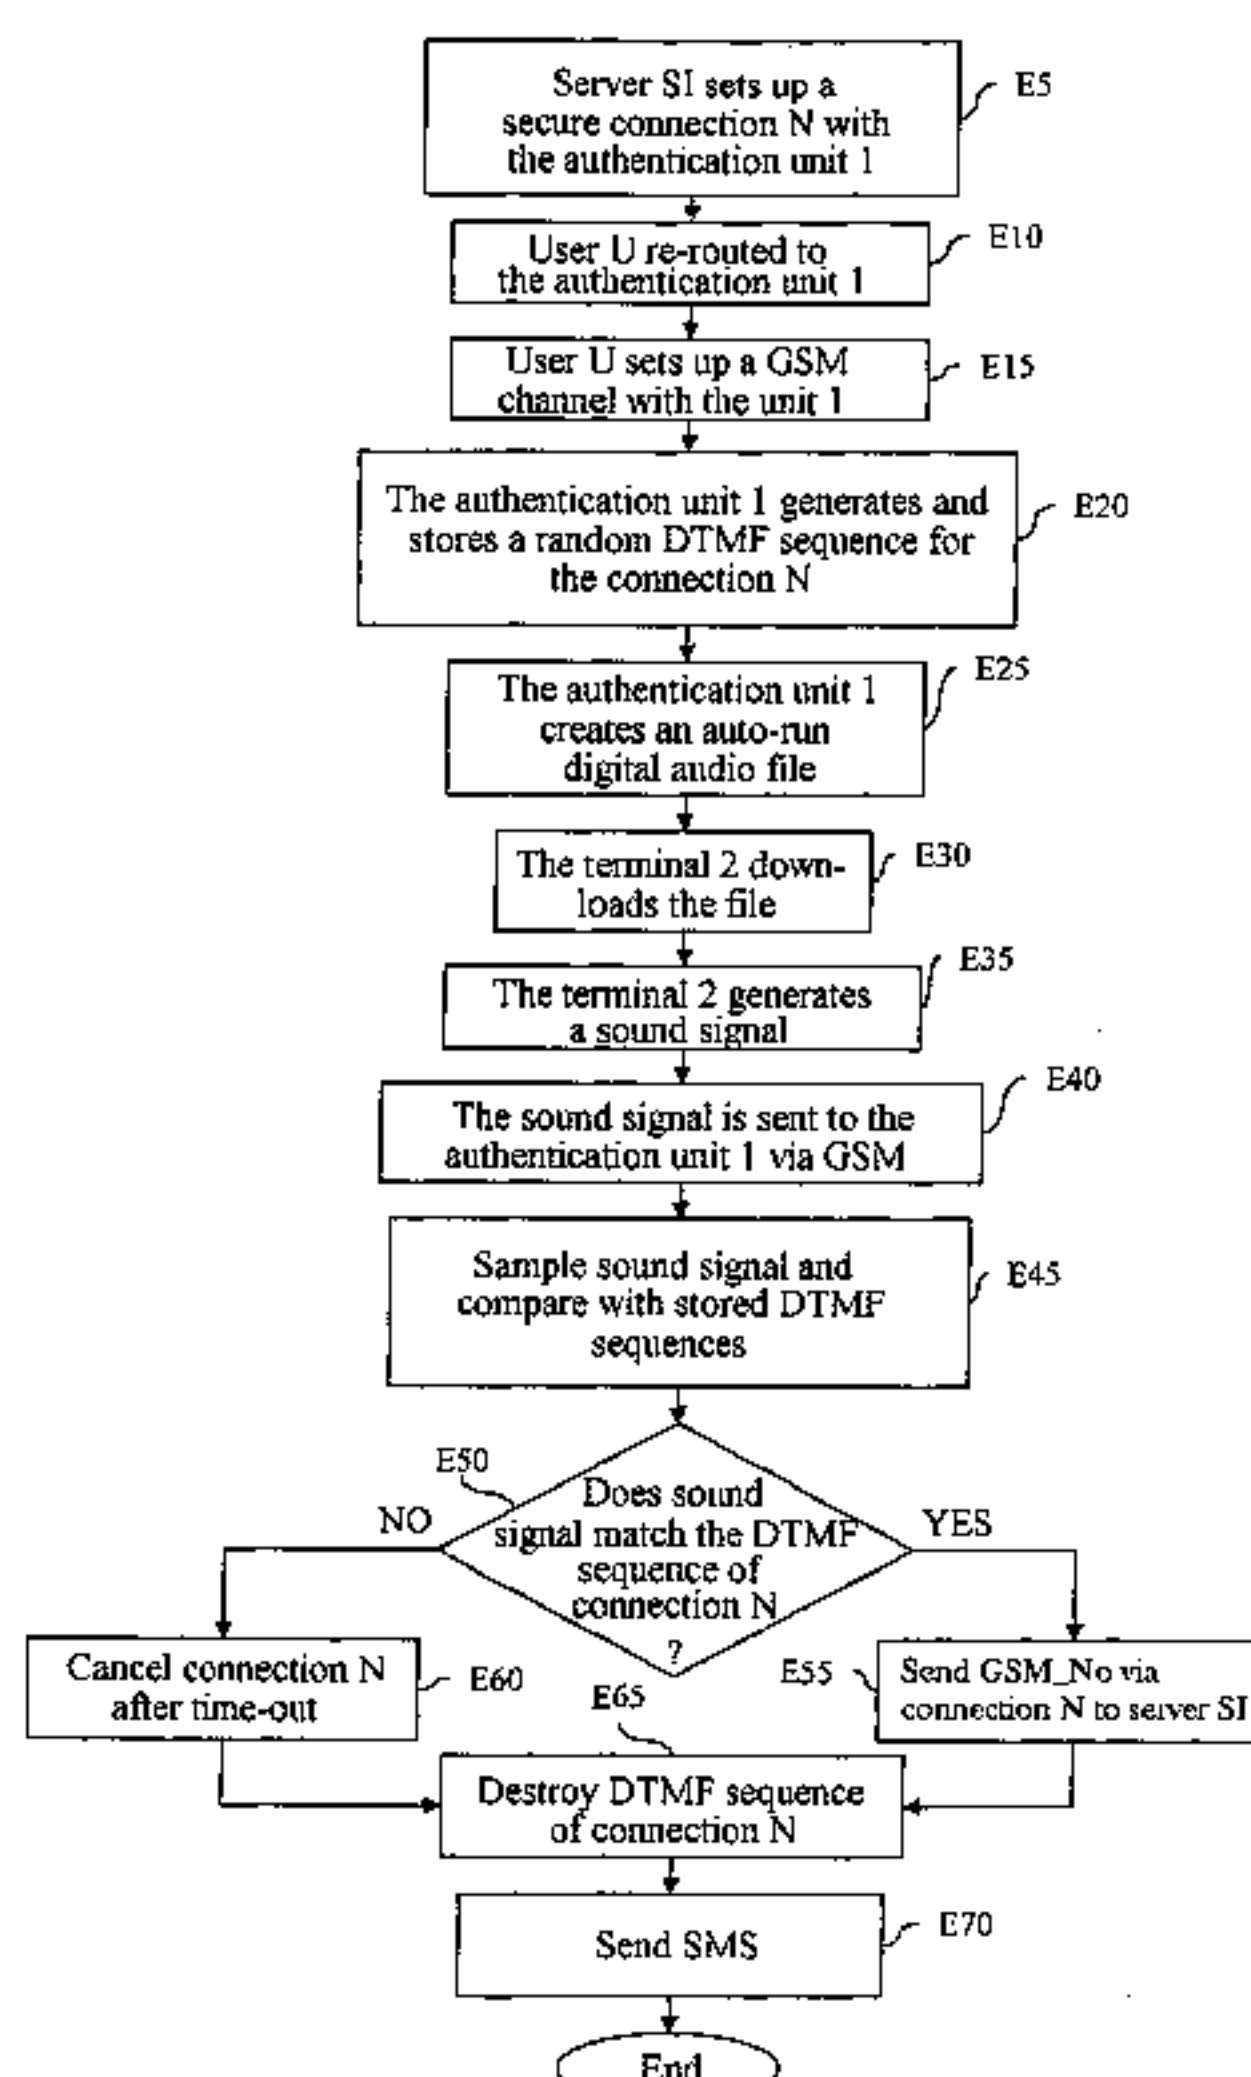 Server SI sets up a
secure connection N with
the authentication unit 1
E5
User U re-routed to
the authentication unit 1
E10
User U sets up a GSM
channel with the unit 1
E15
The authentication unit 1 generates and
stores a random DTMF sequence for
the connection N
E20
The authentication unit 1
creates an auto-run
digital audio file
E25
The terminal 2 down-
loads the file
E30
The terminal 2 generates
a sound signal
E35
The sound signal is sent to the
authentication unit 1 via GSM
E40
Sample sound signal and
compare with stored DTMF
sequences
E45
E50
Does sound
signal match the DTMF
sequence of
connection N
?
NO
YES
Cancel connection N
after time-out
E60
E55
Send GSM_No via
connection N to server SI
E65
Destroy DTMF sequence
of connection N
Send SMS
E70
End